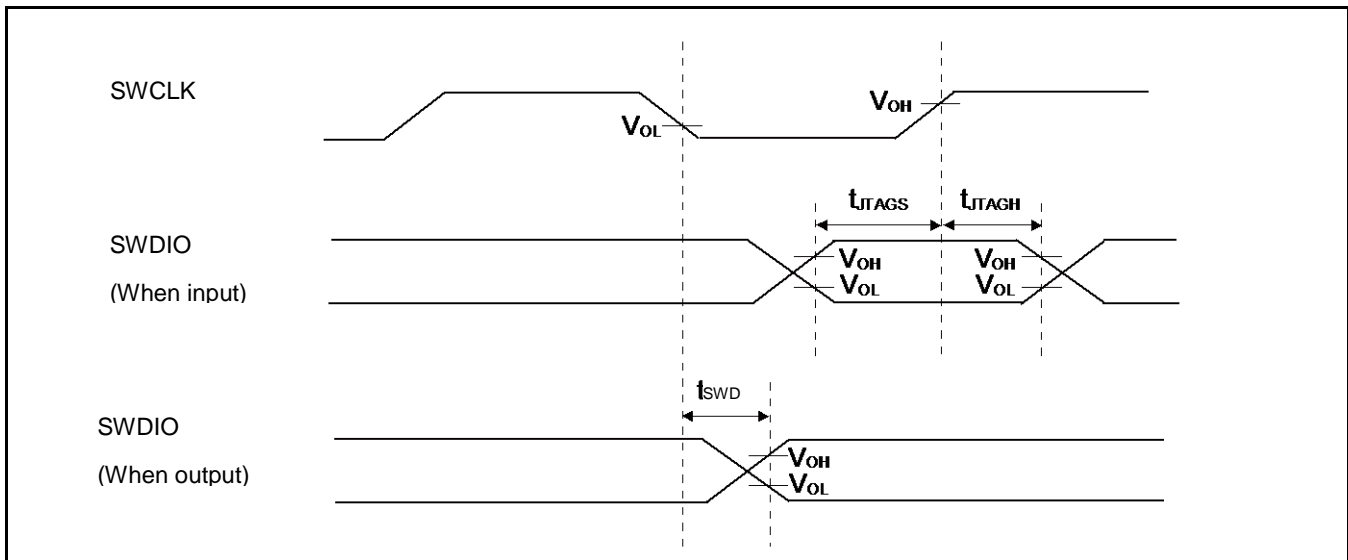 SWCLK
VOH
VOL
tJTAGS tJTAGH
SWDIO
(When input)
VOH VOH
VOL VOL
tSWD
SWDIO
(When output)
VOH
VOL